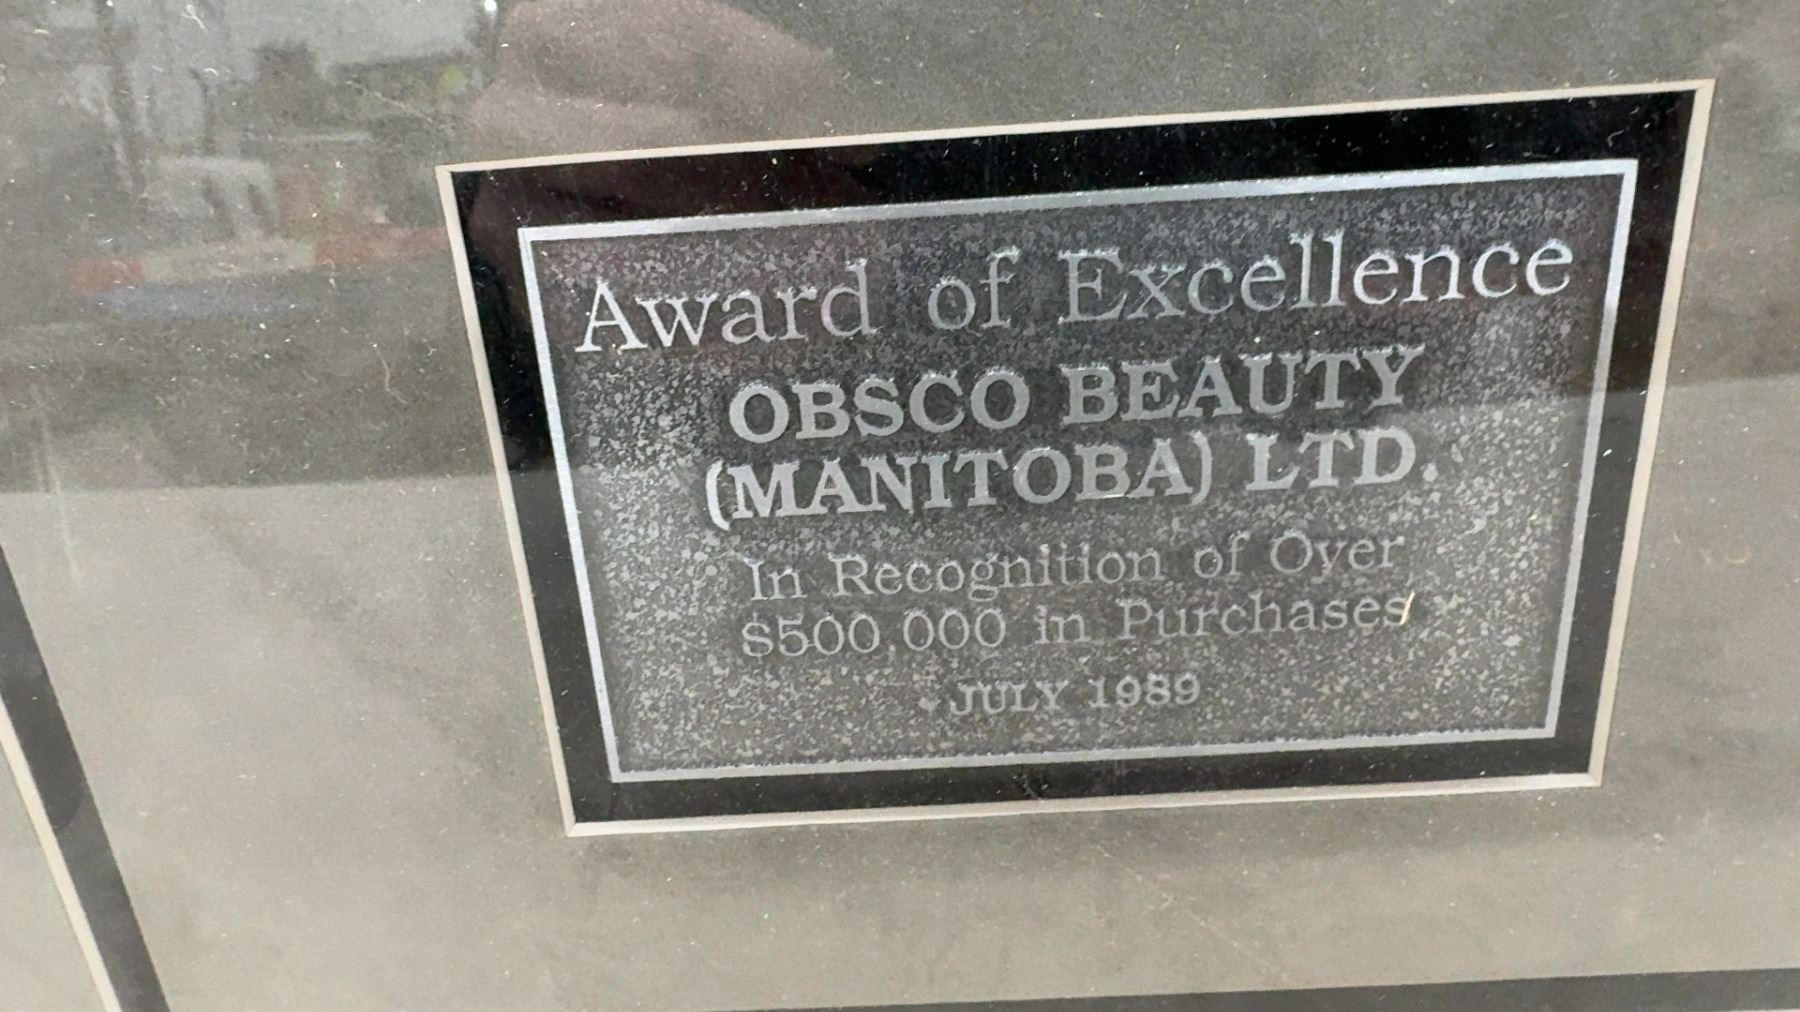 Award of Excellence
OBSCO BEAUTY
(MANITOBA) LTD.
In Recognition of Over
$500,000 in Purchases
JULY 1989